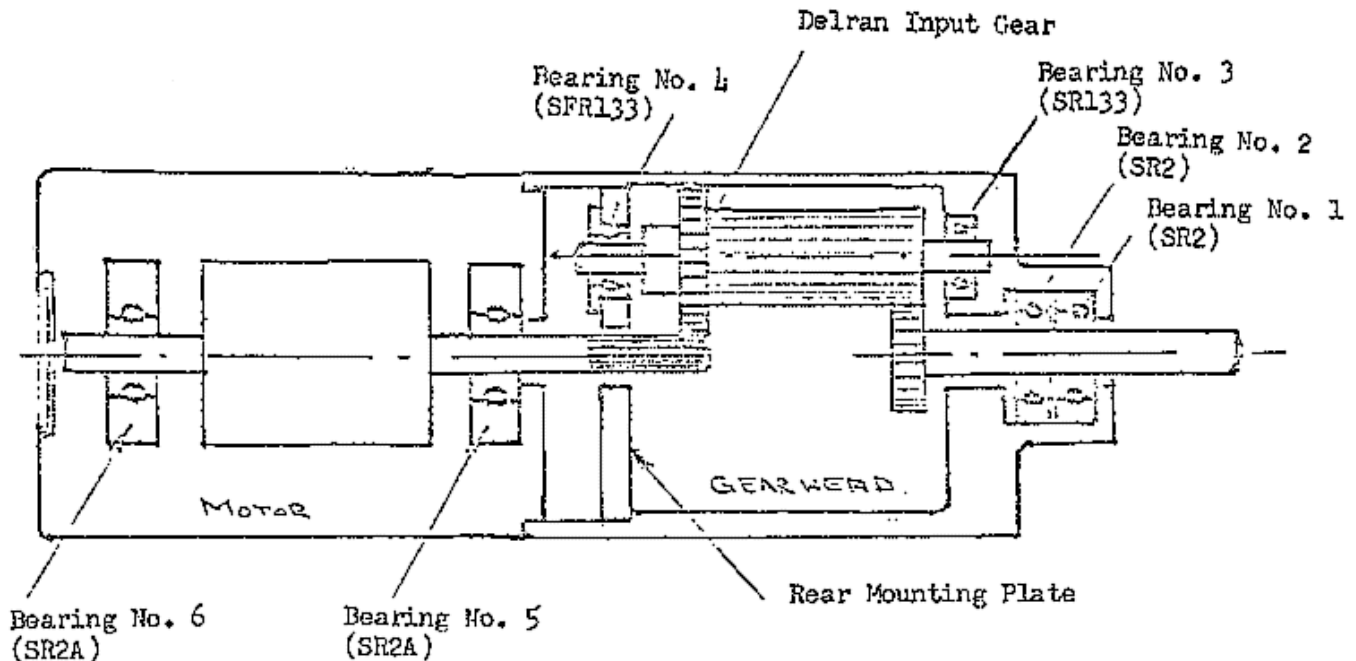 Delran Input Gear
Bearing No. 4
(SFR133)
Bearing No. 3
(SR133)
Bearing No. 2
(SR2)
Bearing No. 1
(SR2)
MOTOR
GEARHEAD.
Rear Mounting Plate
Bearing No. 6
(SR2A)
Bearing No. 5
(SR2A)